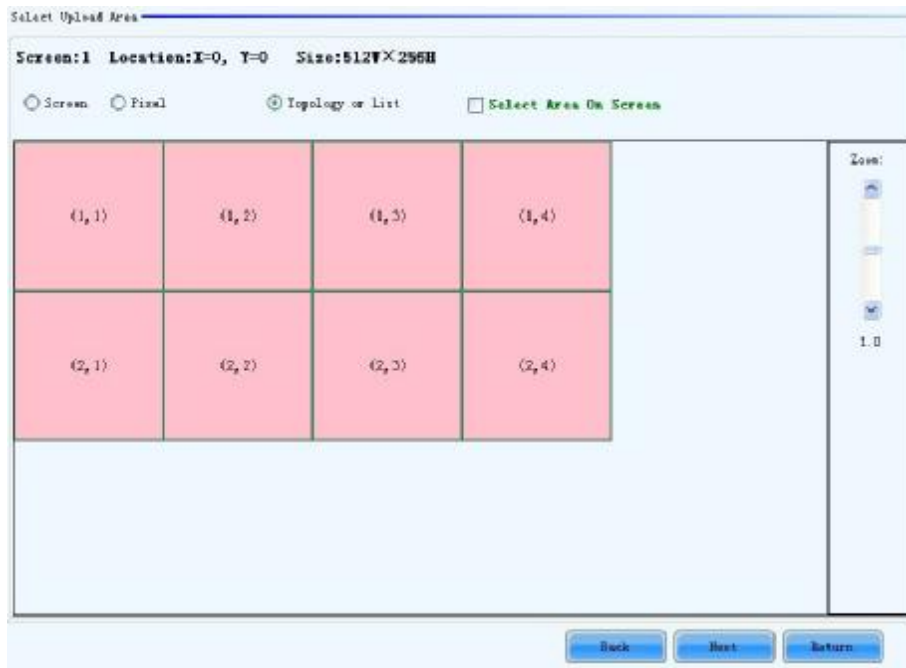 Select Upload Area
Screen:1 Location:X=0, Y=0 Size:512W×256H
Screen Pixel Topology or List Select Area On Screen
Zoom:
(1,1) (1,2) (1,3) (1,4)
(2,1) (2,2) (2,3) (2,4)
1.0
Back Next Return